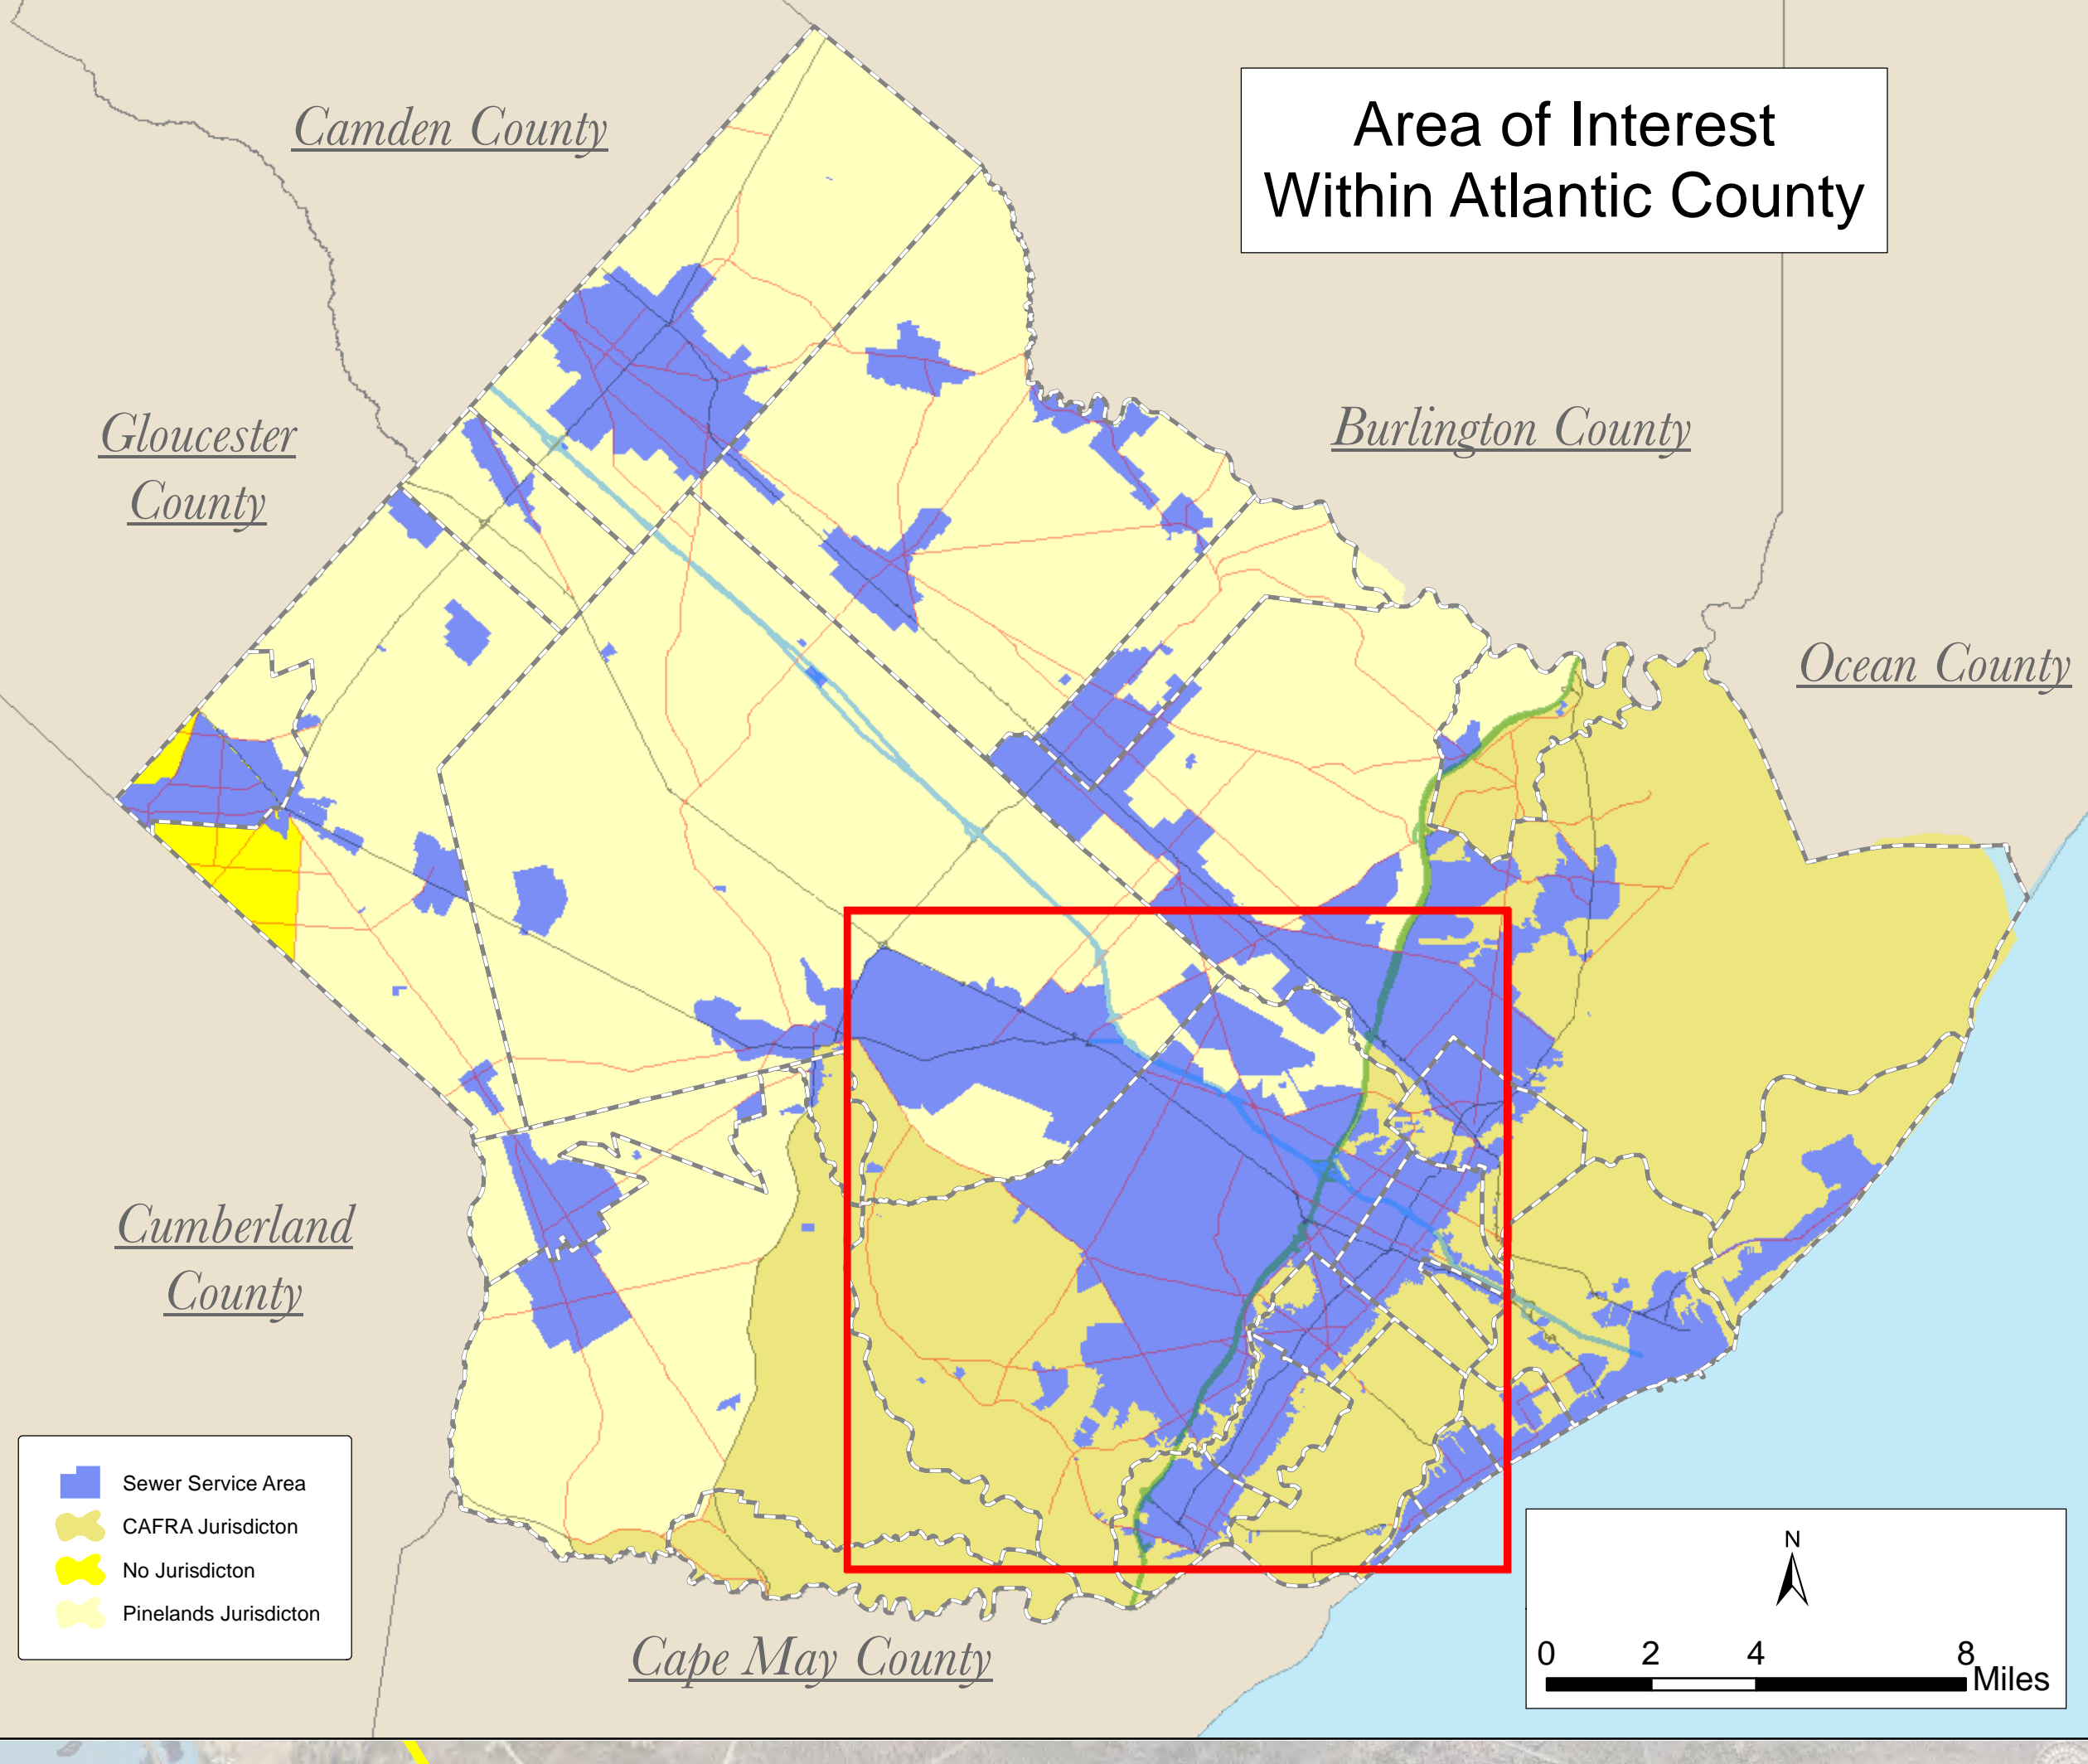 Area of Interest
Within Atlantic County
Camden County
Gloucester
County
Burlington County
Ocean County
Cumberland
County
Cape May County
Sewer Service Area
CAFRA Jurisdicton
No Jurisdicton
Pinelands Jurisdicton
N
0 2 4 8
Miles